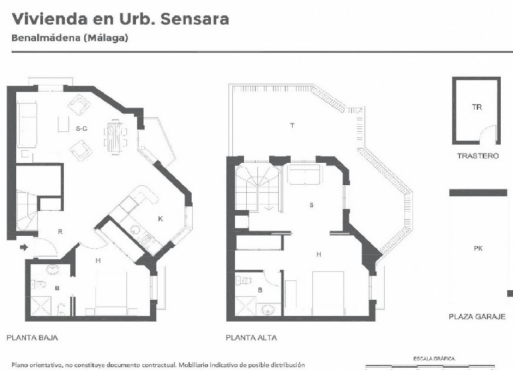 Vivienda en Urb. Sensara
Benalmádena (Málaga)
S-C
K
R
H
B
PLANTA BAJA
T
S
H
B
PLANTA ALTA
TR
TRASTERO
PK
PLAZA GARAJE
Plano orientativo, no constituye documento contractual. Mobiliario indicativo de posible distribución
ESCALA GRÁFICA